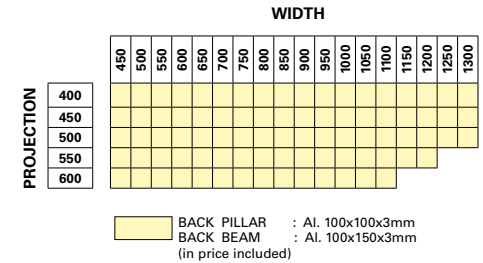 WIDTH
450 500 550 600 650 700 750 800 850 900 950 1000 1050 1100 1150 1200 1250 1300
PROJECTION
400
450
500
550
600
BACK PILLAR : Al. 100x100x3mm
BACK BEAM : Al. 100x150x3mm
(in price included)